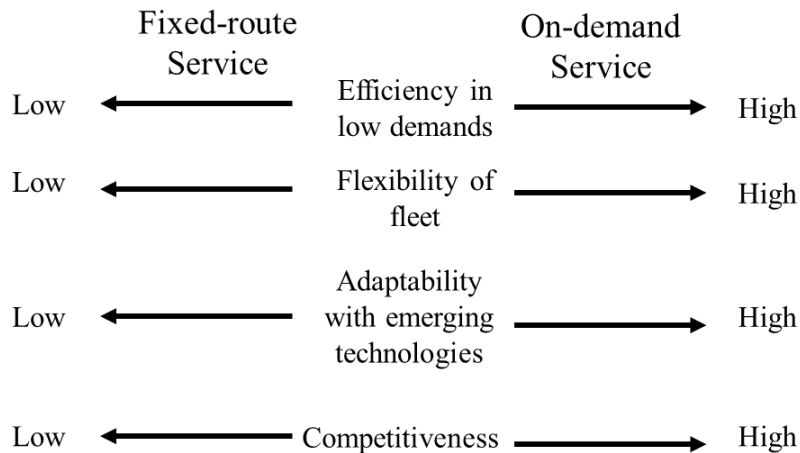 Fixed-route
Service
On-demand
Service
Low
Efficiency in
low demands
High
Low
Flexibility of
fleet
High
Low
Adaptability
with emerging
technologies
High
Low
Competitiveness
High